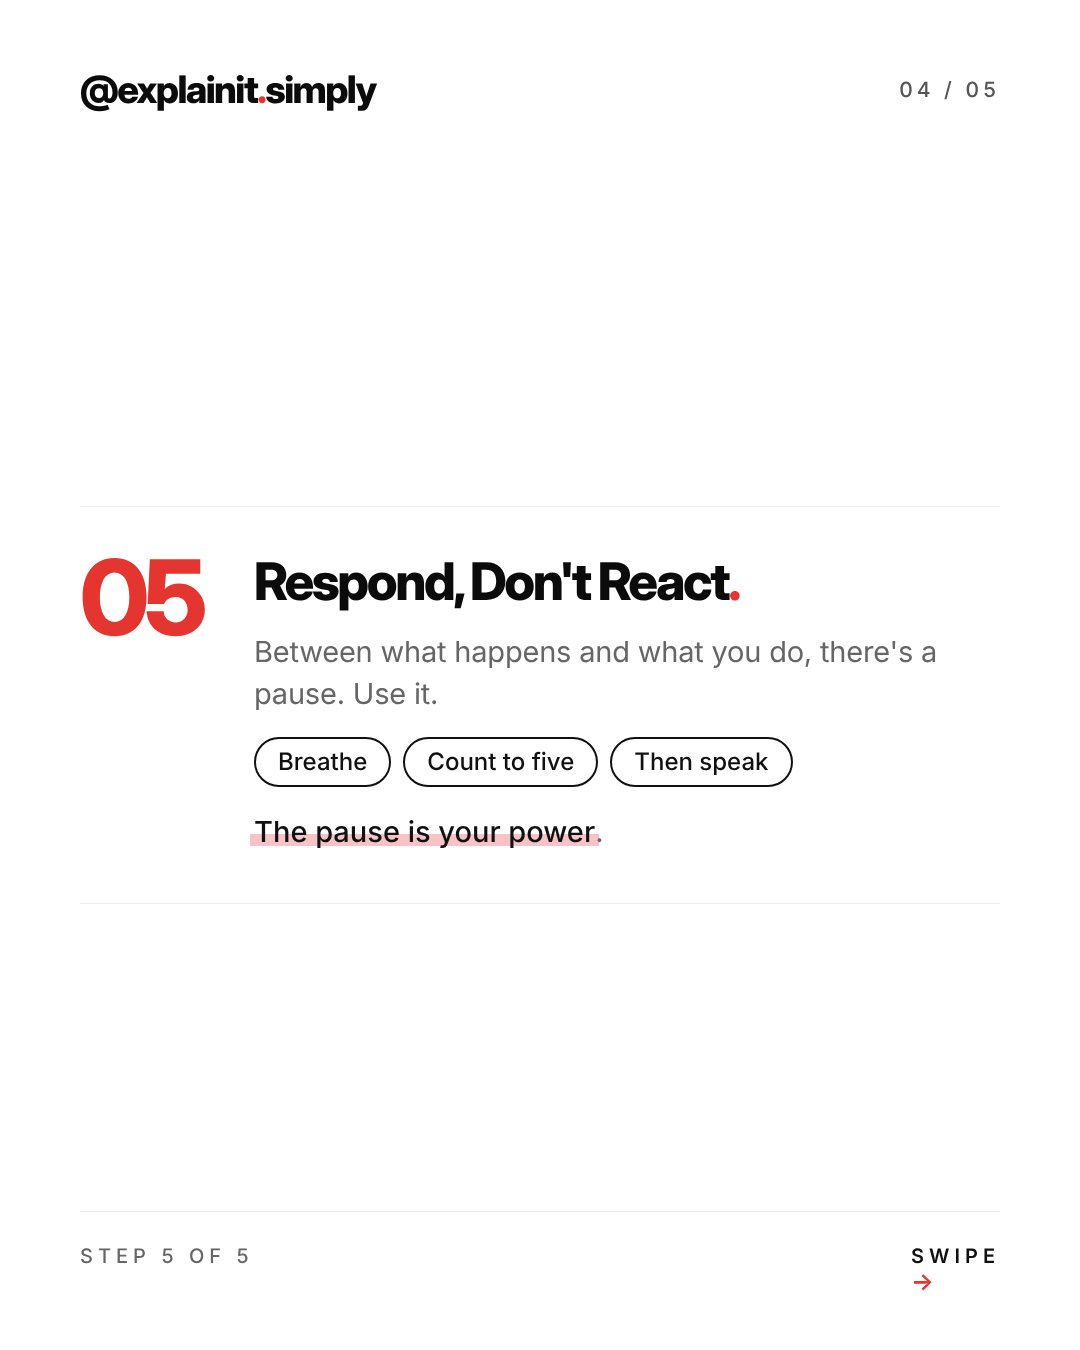 @explainit.simply
04 / 05
05
Respond, Don't React.
Between what happens and what you do, there's a
pause. Use it.
Breathe
Count to five
Then speak
The pause is your power.
STEP 5 OF 5
SWIPE
→